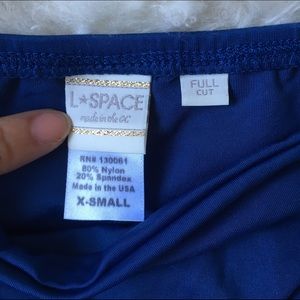 L★SPACE
made in the OC
RN# 130061
80% Nylon
20% Spandex
Made in the USA
X-SMALL
FULL
CUT